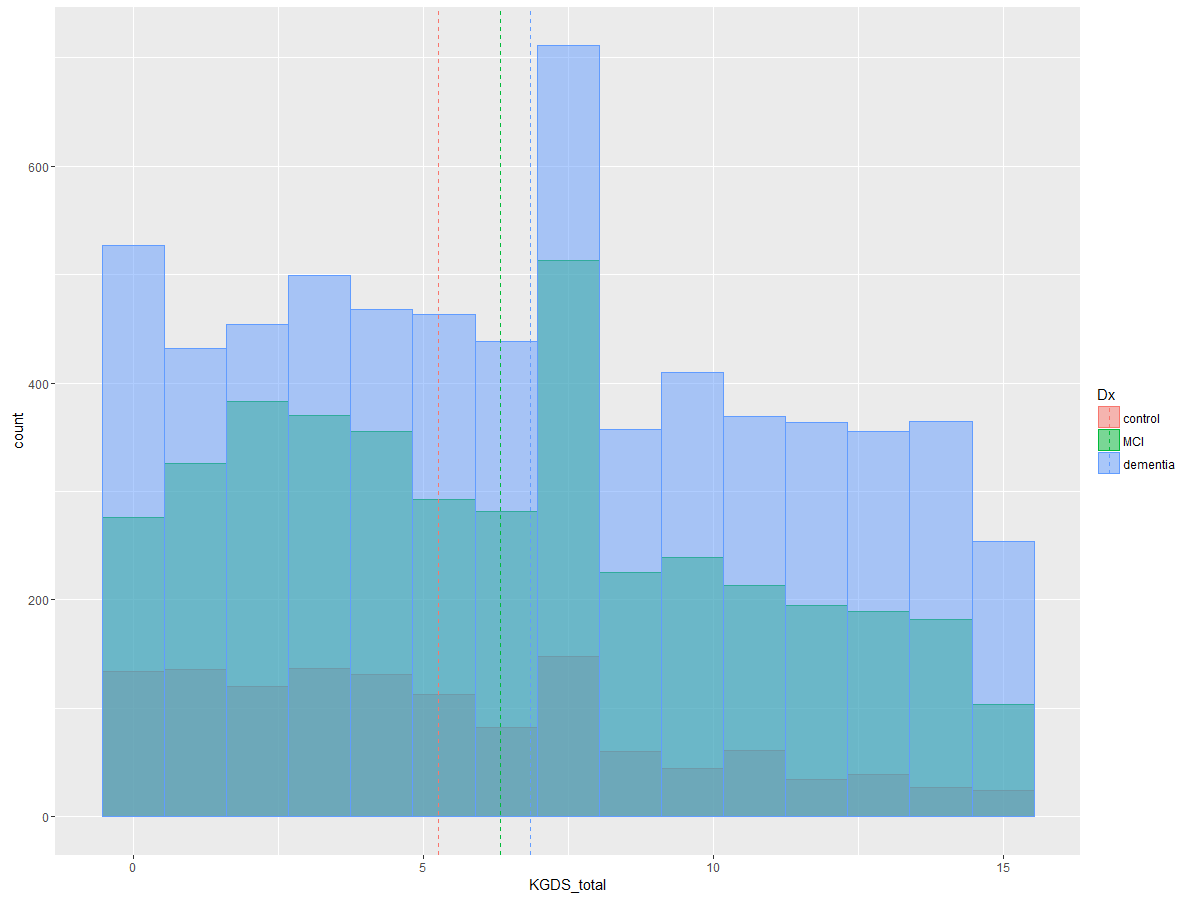 count
600
400
200
0
0 5 10 15
KGDS_total
Dx
control
MCI
dementia